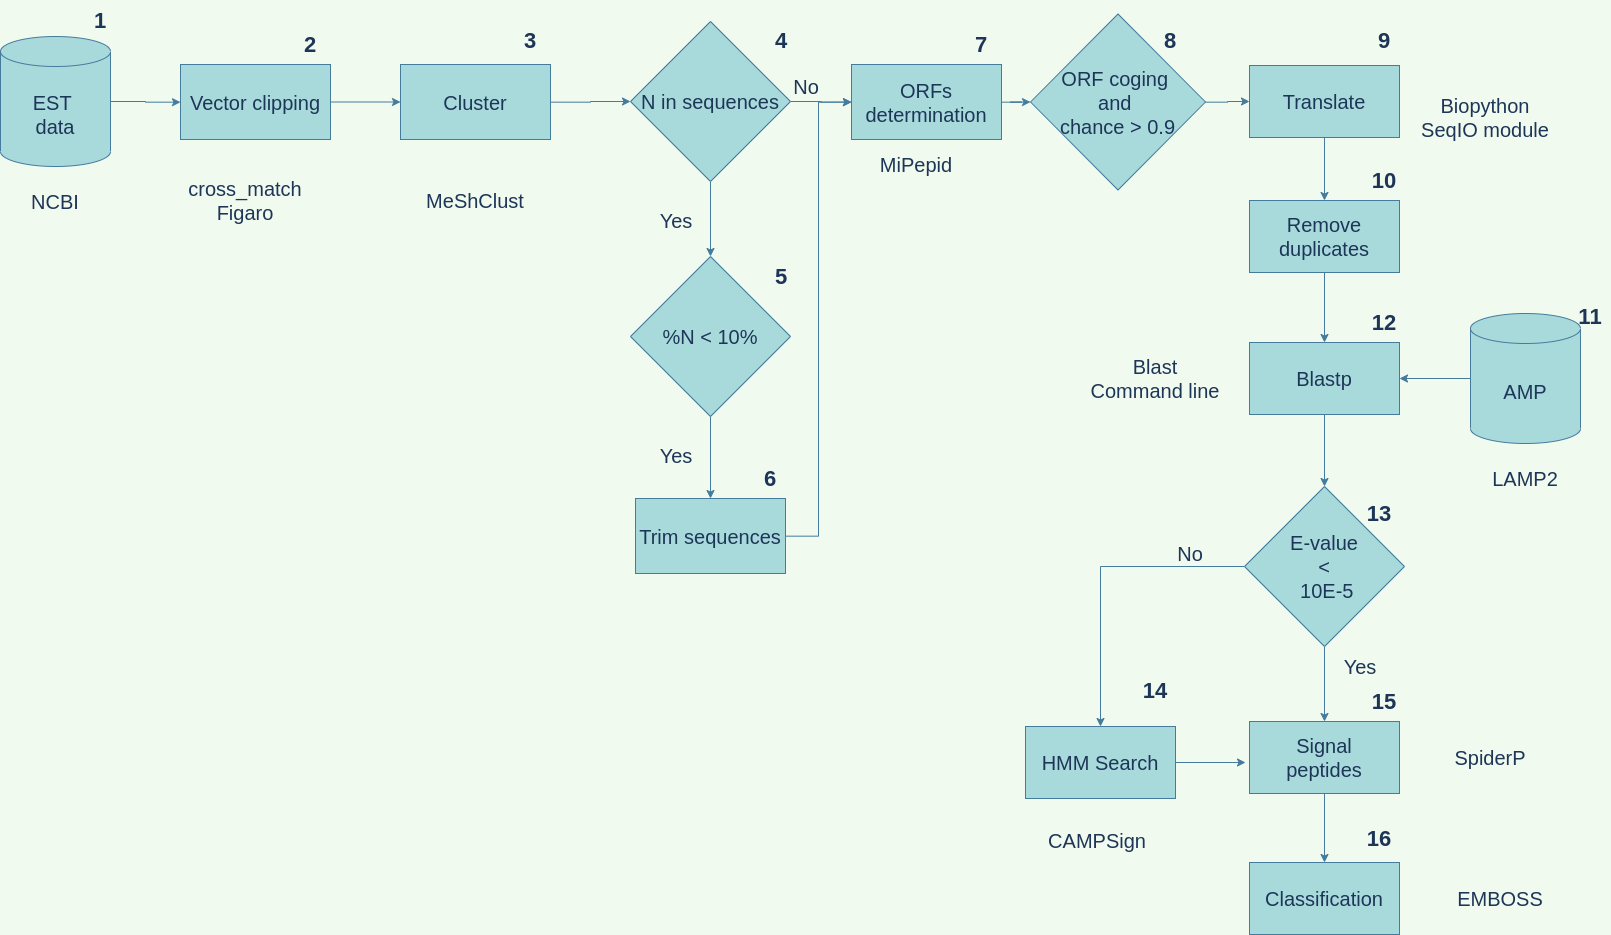 1
EST
data
NCBI
2
Vector clipping
cross_match
Figaro
3
Cluster
MeShClust
4
N in sequences
No
Yes
5
%N < 10%
Yes
6
Trim sequences
7
ORFs
determination
MiPepid
8
ORF coging
and
chance > 0.9
9
Translate
Biopython
SeqIO module
10
Remove
duplicates
11
AMP
LAMP2
12
Blastp
Blast
Command line
13
E-value
<
10E-5
No
Yes
14
HMM Search
CAMPSign
15
Signal
peptides
SpiderP
16
Classification
EMBOSS